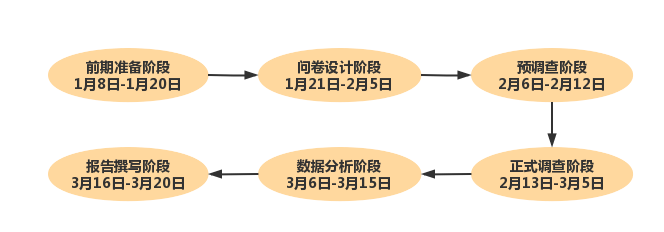 前期准备阶段
1月8日-1月20日
问卷设计阶段
1月21日-2月5日
预调查阶段
2月6日-2月12日
正式调查阶段
2月13日-3月5日
数据分析阶段
3月6日-3月15日
报告撰写阶段
3月16日-3月20日